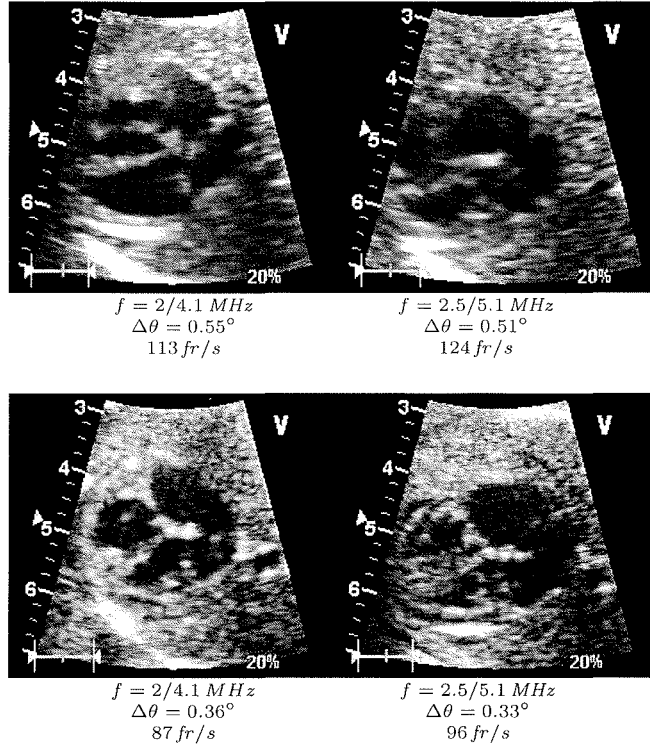 3
4
5
6
V
20%
3
4
5
6
V
20%
f = 2/4.1 MHz
Δθ = 0.55°
113 fr/s
f = 2.5/5.1 MHz
Δθ = 0.51°
124 fr/s
3
4
5
6
V
20%
3
4
5
6
V
20%
f = 2/4.1 MHz
Δθ = 0.36°
87 fr/s
f = 2.5/5.1 MHz
Δθ = 0.33°
96 fr/s